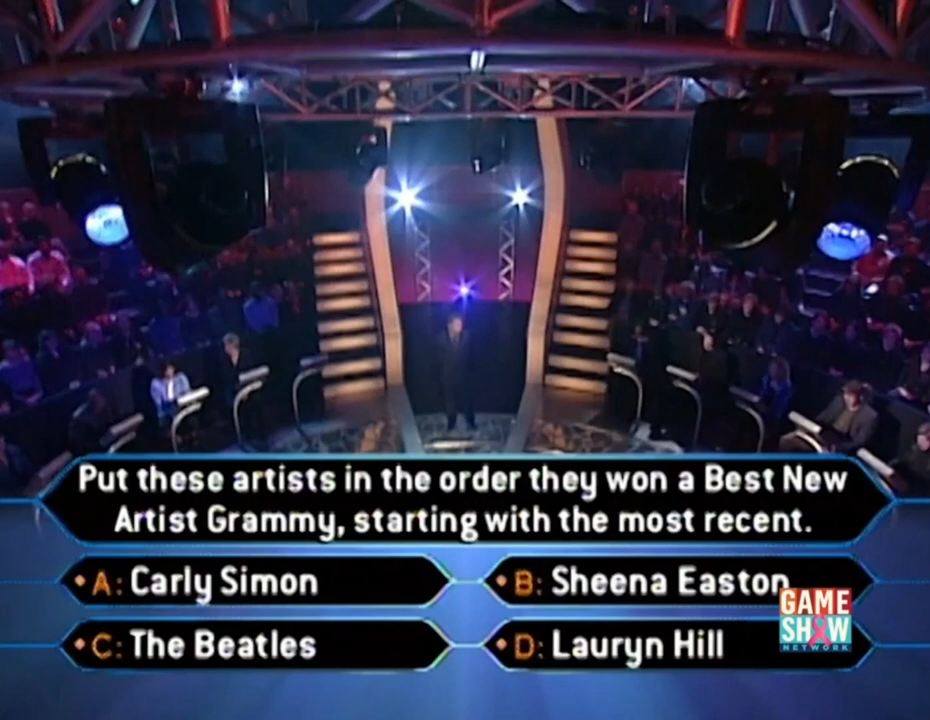 Put these artists in the order they won a Best New
Artist Grammy, starting with the most recent.
A: Carly Simon
B: Sheena Easton
C: The Beatles
D: Lauryn Hill
GAME
SHOW
NETWORK